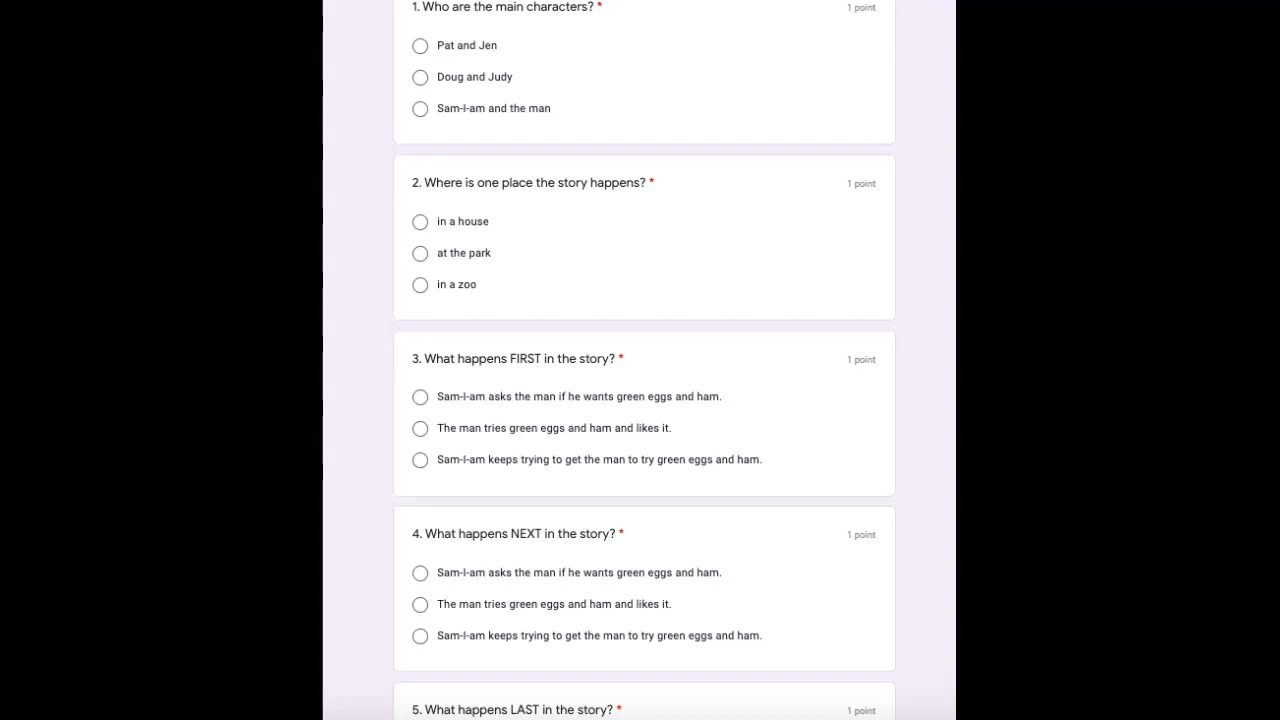 1. Who are the main characters? *
1 point
Pat and Jen
Doug and Judy
Sam-I-am and the man
2. Where is one place the story happens? *
1 point
in a house
at the park
in a zoo
3. What happens FIRST in the story? *
1 point
Sam-I-am asks the man if he wants green eggs and ham.
The man tries green eggs and ham and likes it.
Sam-I-am keeps trying to get the man to try green eggs and ham.
4. What happens NEXT in the story? *
1 point
Sam-I-am asks the man if he wants green eggs and ham.
The man tries green eggs and ham and likes it.
Sam-I-am keeps trying to get the man to try green eggs and ham.
5. What happens LAST in the story? *
1 point